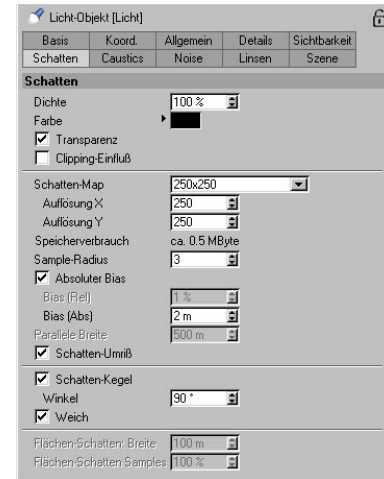 Licht-Objekt [Licht]
Basis Koord. Allgemein Details Sichtbarkeit
Schatten Caustics Noise Linsen Szene
Schatten
Dichte 100 %
Farbe
Transparenz
Clipping-Einfluß
Schatten-Map 250x250
Auflösung X 250
Auflösung Y 250
Speicherverbrauch ca. 0.5 MByte
Sample-Radius 3
Absoluter Bias
Bias (Rel) 1 %
Bias (Abs) 2 m
Parallele Breite 500 m
Schatten-Umriß
Schatten-Kegel
Winkel 90 °
Weich
Flächen-Schatten: Breite 100 m
Flächen-Schatten Samples 100 %